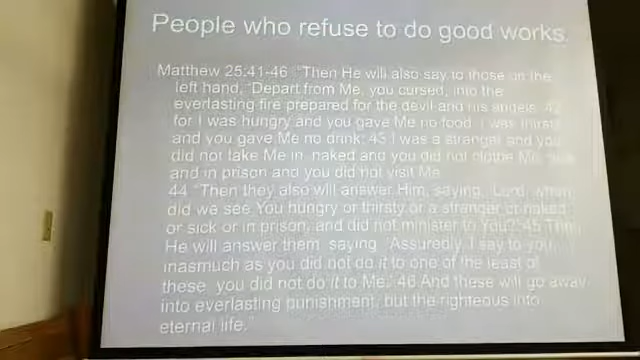 People who refuse to do good works.
Matthew 25:41-46 "Then He will also say to those on the
left hand, 'Depart from Me, you cursed, into the
everlasting fire prepared for the devil and his angels: 42
for I was hungry and you gave Me no food; I was thirsty
and you gave Me no drink; 43 I was a stranger and you
did not take Me in, naked and you did not clothe Me,
and in prison and you did not visit Me.'
44 "Then they also will answer Him, saying, 'Lord, when
did we see You hungry or thirsty or a stranger or naked
or sick or in prison, and did not minister to You?' 45 Then
He will answer them, saying, 'Assuredly, I say to you,
inasmuch as you did not do it to one of the least of
these, you did not do it to Me.' 46 And these will go away
into everlasting punishment, but the righteous into
eternal life."